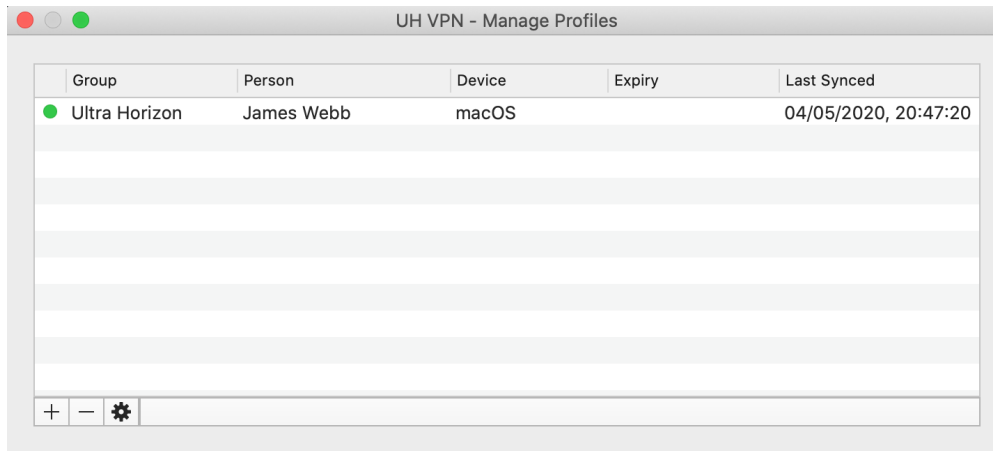 UH VPN - Manage Profiles
Group Person Device Expiry Last Synced
Ultra Horizon James Webb macOS 04/05/2020, 20:47:20